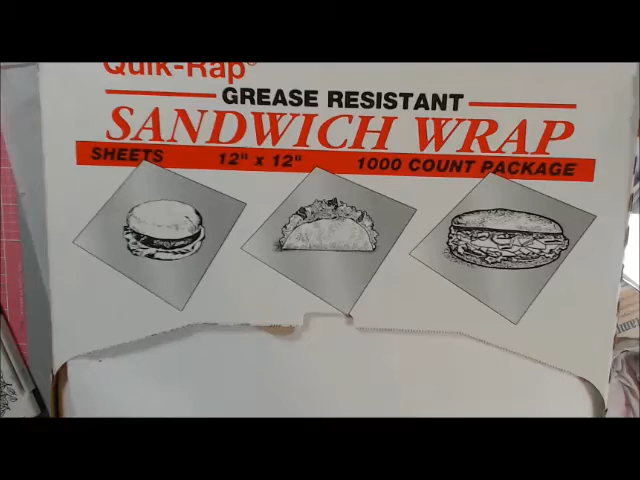 Quik-Rap®
GREASE RESISTANT
SANDWICH WRAP
SHEETS 12" x 12" 1000 COUNT PACKAGE